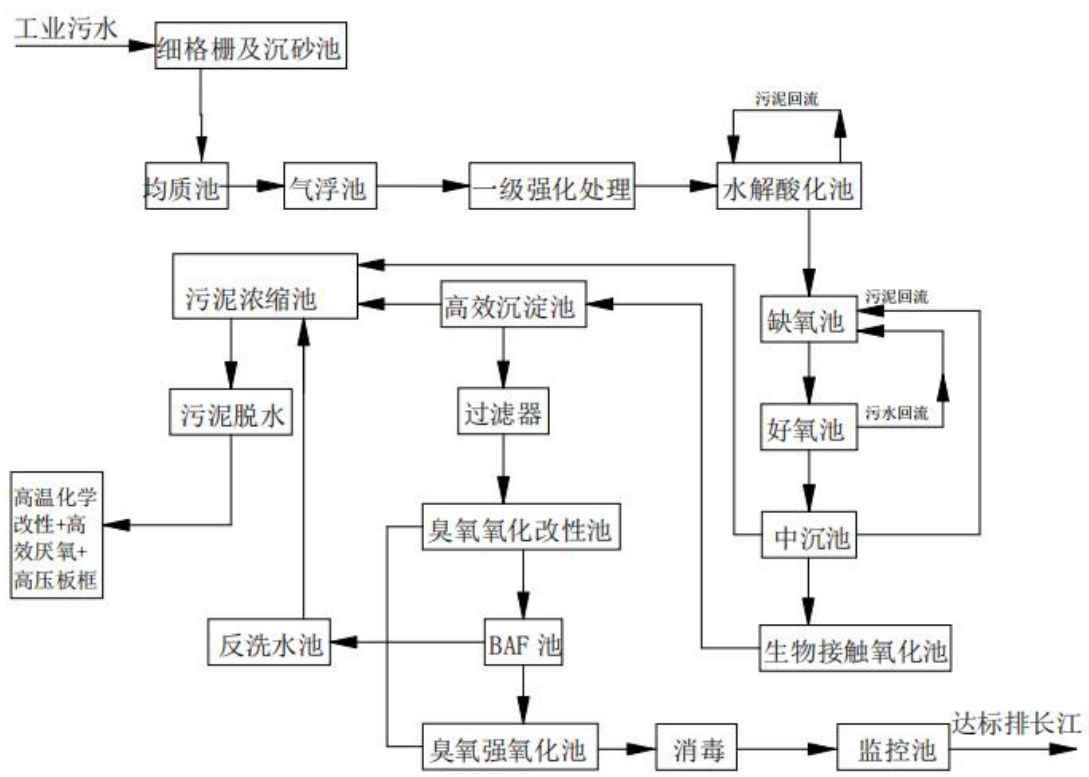 工业污水
细格栅及沉砂池
污泥回流
均质池
气浮池
一级强化处理
水解酸化池
污泥浓缩池
高效沉淀池
缺氧池
污泥回流
污泥脱水
过滤器
好氧池
污水回流
高温化学
改性+高
效厌氧+
高压板框
臭氧氧化改性池
中沉池
反洗水池
BAF 池
生物接触氧化池
臭氧强氧化池
消毒
监控池
达标排长江